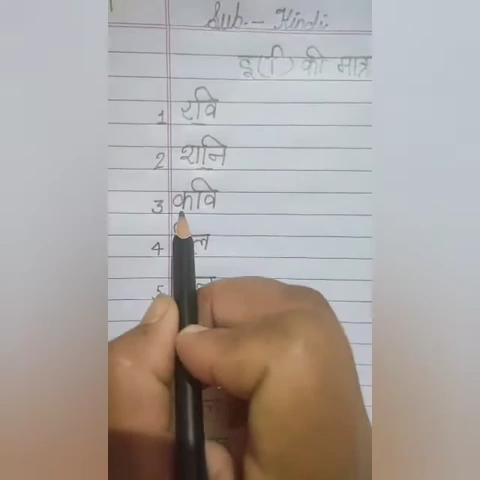 Sub.- Hindi
इ(ि) की मात्र
1 रवि
2 शनि
3 कवि
4
5